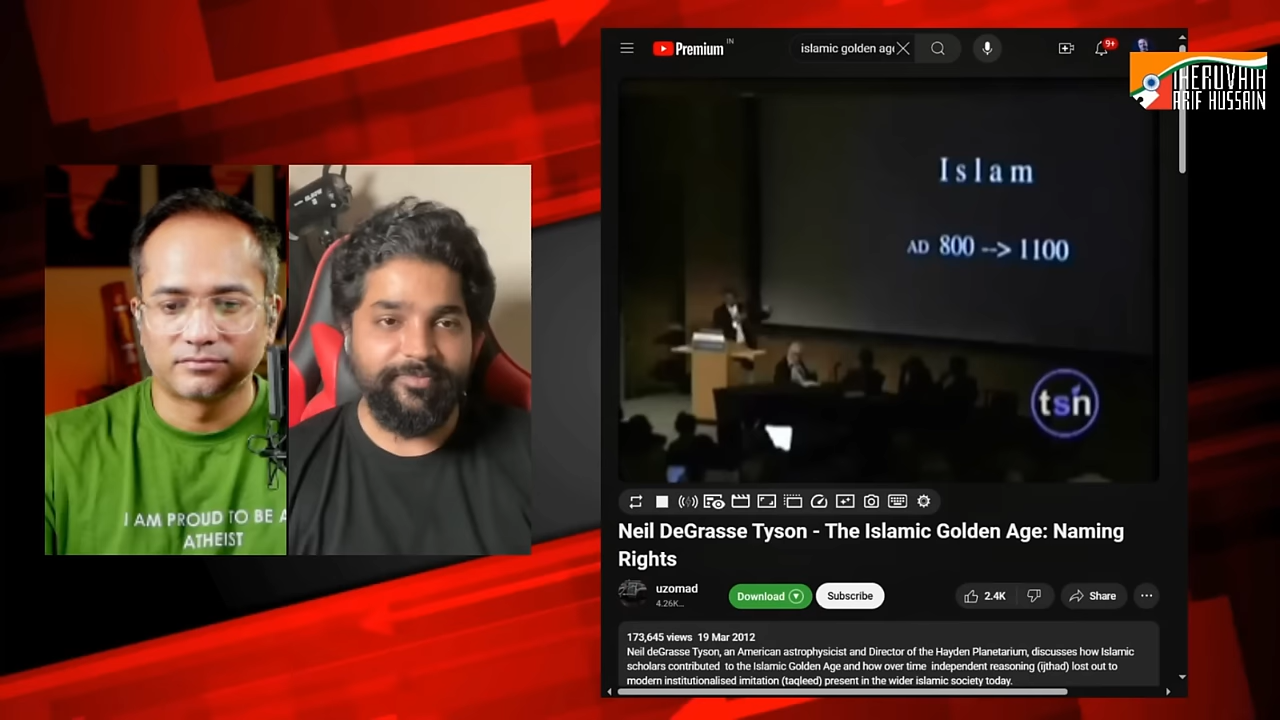 I AM PROUD TO BE A
ATHEIST
Premium IN
islamic golden age
9+
THERUVATH
ARIF HUSSAIN
Islam
AD 800 --> 1100
tsn
Neil DeGrasse Tyson - The Islamic Golden Age: Naming
Rights
uzomad
4.26K...
Download
Subscribe
2.4K
Share
173,645 views 19 Mar 2012
Neil deGrasse Tyson, an American astrophysicist and Director of the Hayden Planetarium, discusses how Islamic
scholars contributed to the Islamic Golden Age and how over time independent reasoning (ijthad) lost out to
modern institutionalised imitation (taqleed) present in the wider islamic society today.